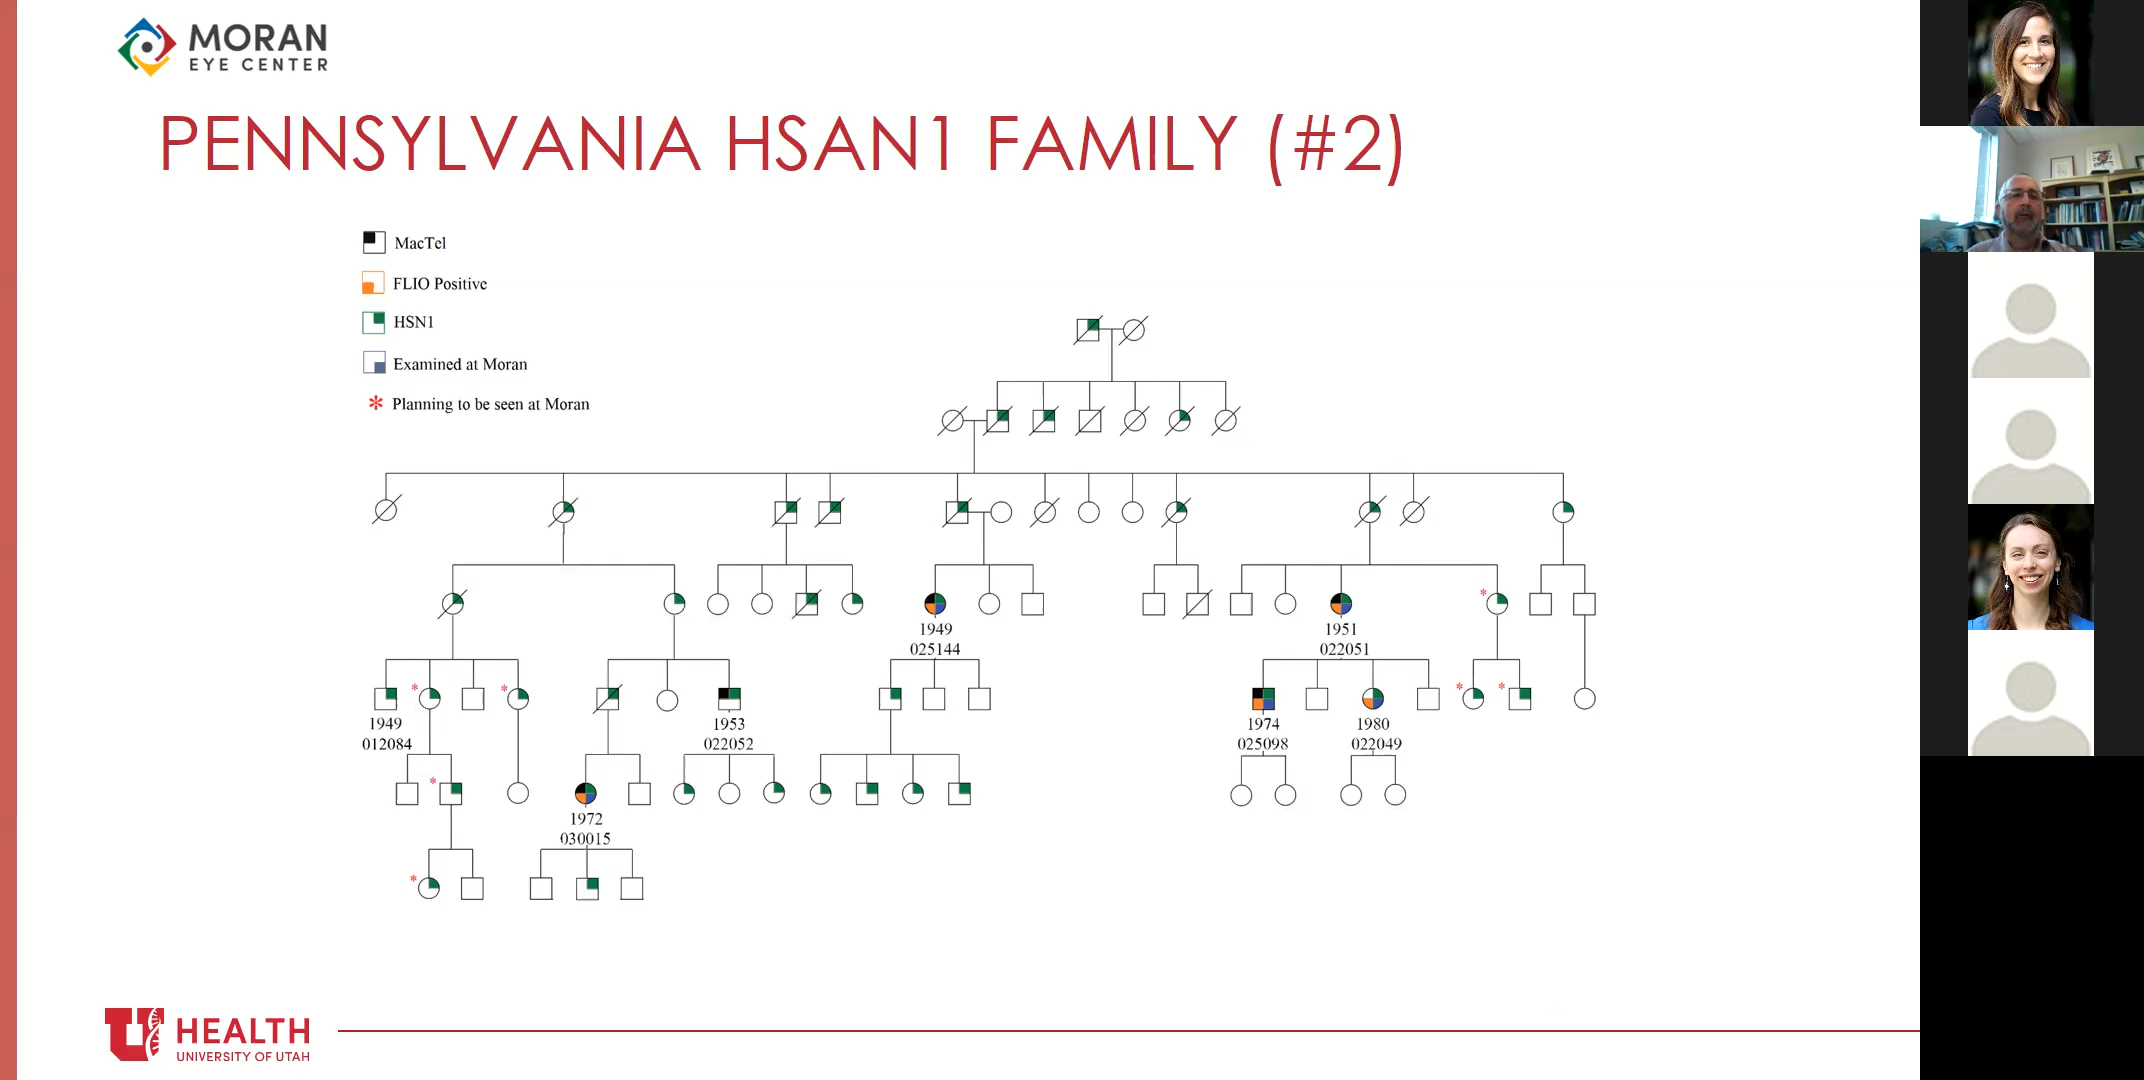 MORAN
EYE CENTER
PENNSYLVANIA HSAN1 FAMILY (#2)
MacTel
FLIO Positive
HSN1
Examined at Moran
* Planning to be seen at Moran
*
1949
025144
1951
022051
* *
* *
1949
012084
1953
022052
1974
025098
1980
022049
*
1972
030015
*
U HEALTH
UNIVERSITY OF UTAH